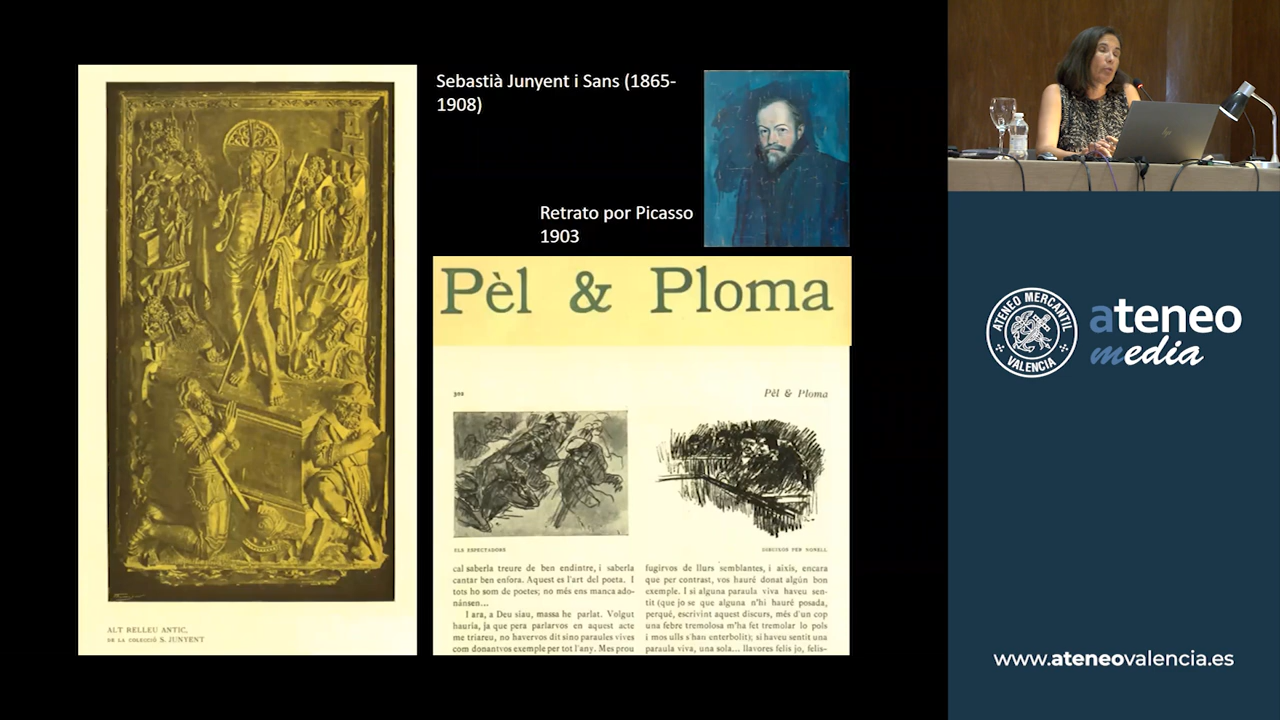 Sebastià Junyent i Sans (1865-
1908)
Retrato por Picasso
1903
ALT RELLEU ANTIC,
DE LA COLECCIÓ S. JUNYENT
Pèl & Ploma
302
Pèl & Ploma
ELS ESPECTADORS
DIBUIXOS PER NONELL
cal saberla treure de ben endintre, i saberla
cantar ben enfora. Aquest es l'art del poeta. I
tots ho som de poetes; no més ens manca ado-
nánsen...
I ara, a Deu siau, massa he parlat. Volgut
hauría, ja que pera parlarvos en aquest acte
me triareu, no havervos dit sino paraules vives
com donantvos exemple per tot l'any. Mes prou
fugirvos de llurs semblantes, i aixis, encara
que per contrast, vos hauré donat algún bon
exemple. I si alguna paraula viva haveu sen-
tit (que jo se que alguna n'hi hauré posada,
perquè, escrivint aquest discurs, més d'un cop
una febre tremolosa m'ha fet tremolar lo pols
i mos ulls s'han enterbolit); si haveu sentit una
paraula viva, una sola... llavores felis jo, felis-
ATENEO MERCANTIL
VALENCIA
ateneo
media
www.ateneovalencia.es